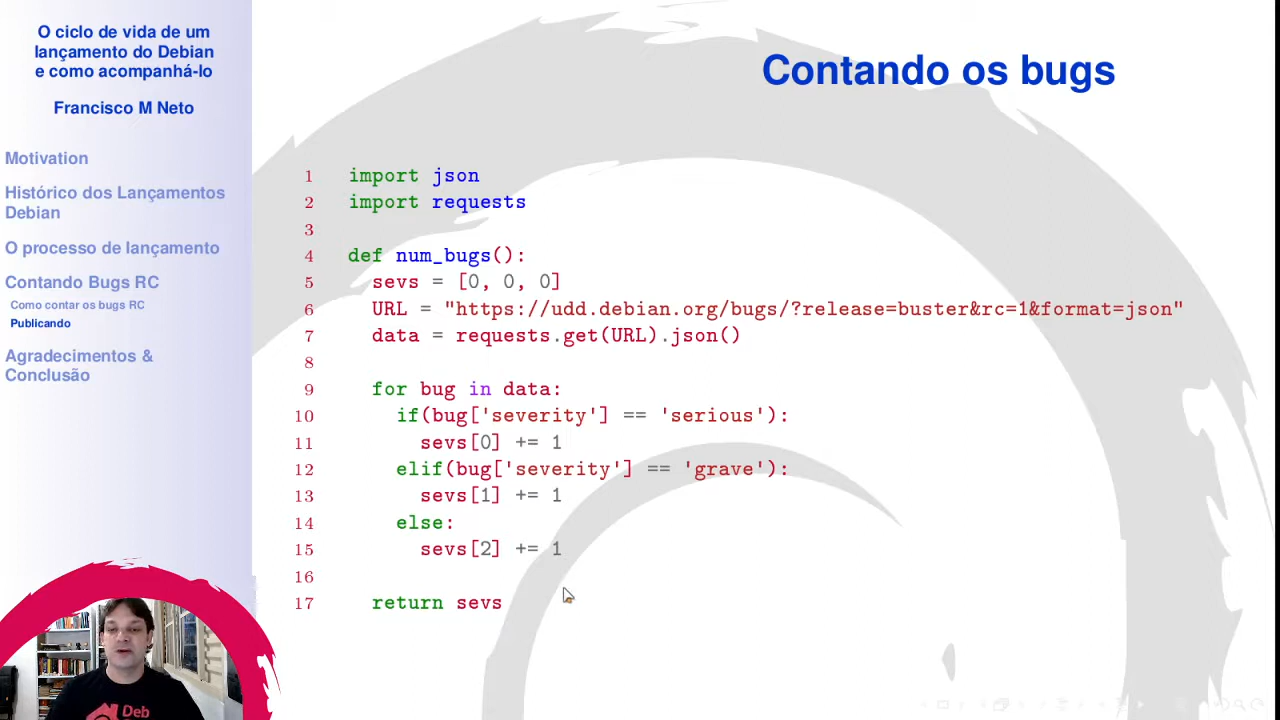 O ciclo de vida de um
lançamento do Debian
e como acompanhá-lo
Francisco M Neto
Motivation
Histórico dos Lançamentos
Debian
O processo de lançamento
Contando Bugs RC
Como contar os bugs RC
Publicando
Agradecimentos &
Conclusão
Contando os bugs
1 import json
2 import requests
3
4 def num_bugs():
5 sevs = [0, 0, 0]
6 URL = "https://udd.debian.org/bugs/?release=buster&rc=1&format=json"
7 data = requests.get(URL).json()
8
9 for bug in data:
10 if(bug['severity'] == 'serious'):
11 sevs[0] += 1
12 elif(bug['severity'] == 'grave'):
13 sevs[1] += 1
14 else:
15 sevs[2] += 1
16
17 return sevs
Deb